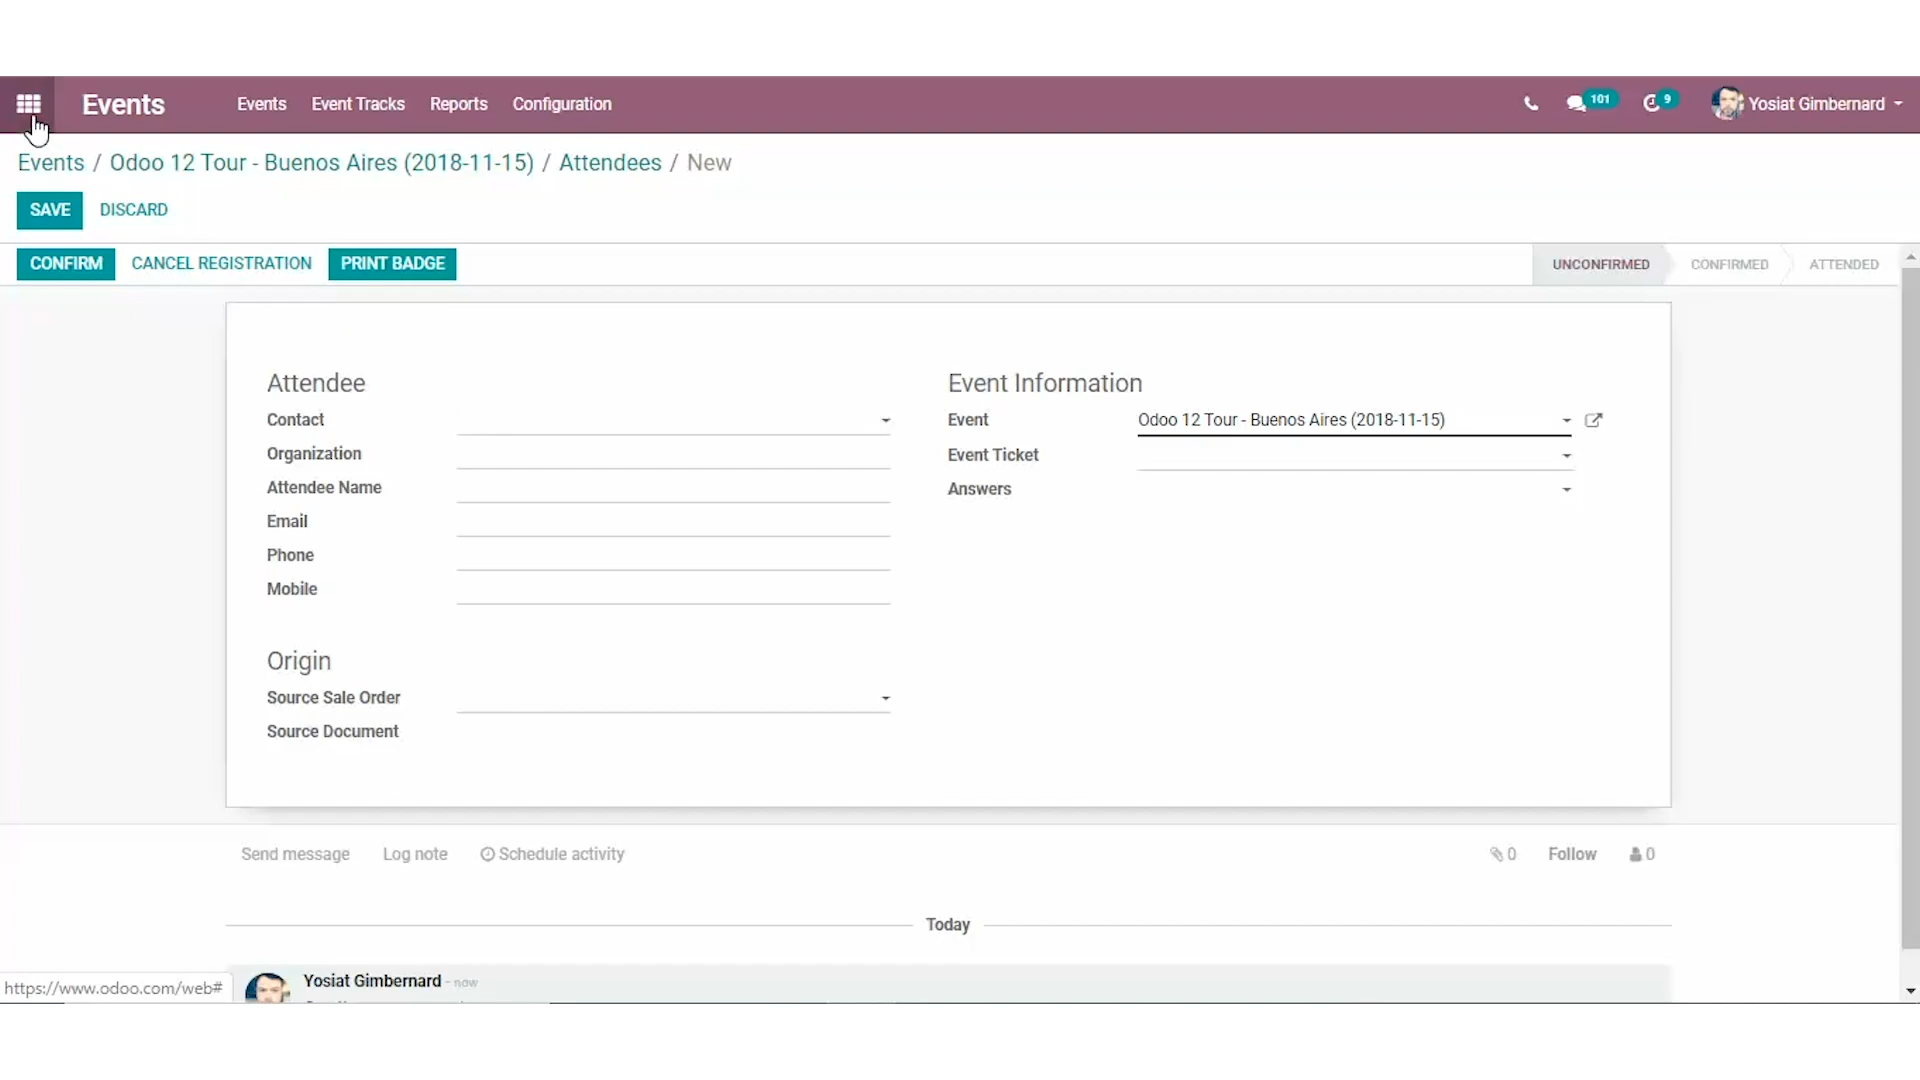 Events Events Event Tracks Reports Configuration 101 9 Yosiat Gimbernard
Events / Odoo 12 Tour - Buenos Aires (2018-11-15) / Attendees / New
SAVE DISCARD
CONFIRM CANCEL REGISTRATION PRINT BADGE UNCONFIRMED CONFIRMED ATTENDED
Attendee
Contact
Organization
Attendee Name
Email
Phone
Mobile
Event Information
Event Odoo 12 Tour - Buenos Aires (2018-11-15)
Event Ticket
Answers
Origin
Source Sale Order
Source Document
Send message Log note Schedule activity 0 Follow 0
Today
Yosiat Gimbernard - now
https://www.odoo.com/web#